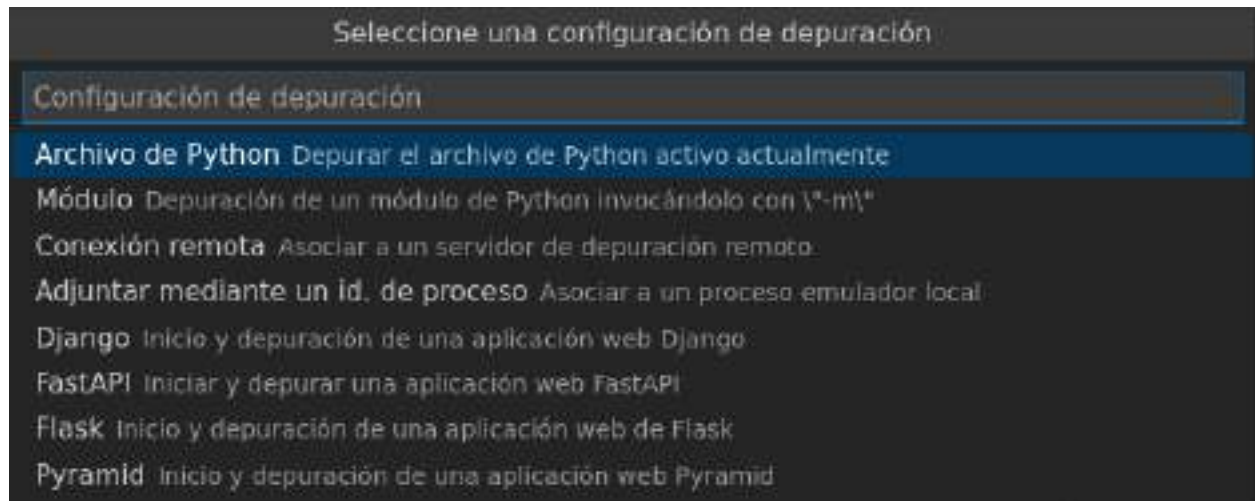 Seleccione una configuración de depuración
Configuración de depuración
Archivo de Python Depurar el archivo de Python activo actualmente
Módulo Depuración de un módulo de Python invocándolo con \"-m\"
Conexión remota Asociar a un servidor de depuración remoto
Adjuntar mediante un id. de proceso Asociar a un proceso emulador local
Django Inicio y depuración de una aplicación web Django
FastAPI Iniciar y depurar una aplicación web FastAPI
Flask Inicio y depuración de una aplicación web de Flask
Pyramid Inicio y depuración de una aplicación web Pyramid